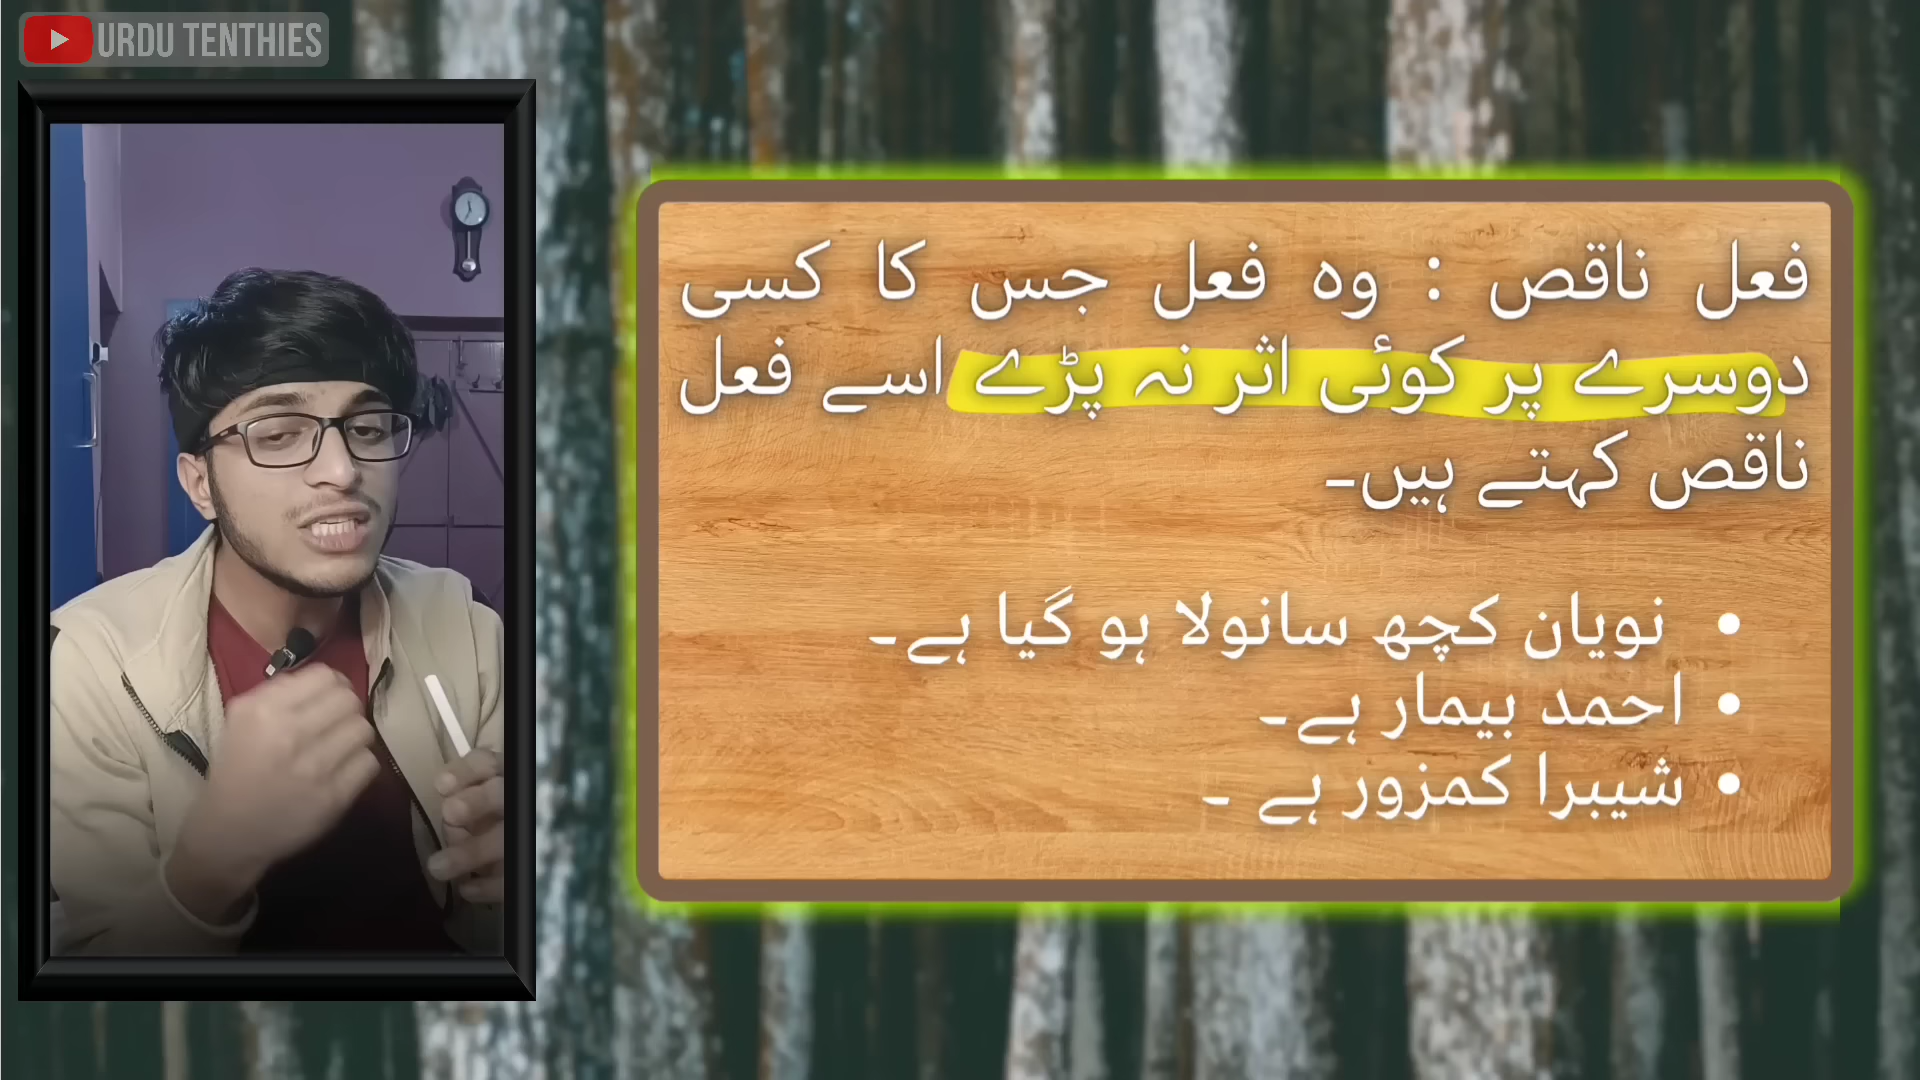 URDU TENTHIES
فعل ناقص : وہ فعل جس کا کسی
دوسرے پر کوئی اثر نہ پڑے اسے فعل
ناقص کہتے ہیں۔
• نویان کچھ سانولا ہو گیا ہے۔
• احمد بیمار ہے۔
• شیبرا کمزور ہے ۔